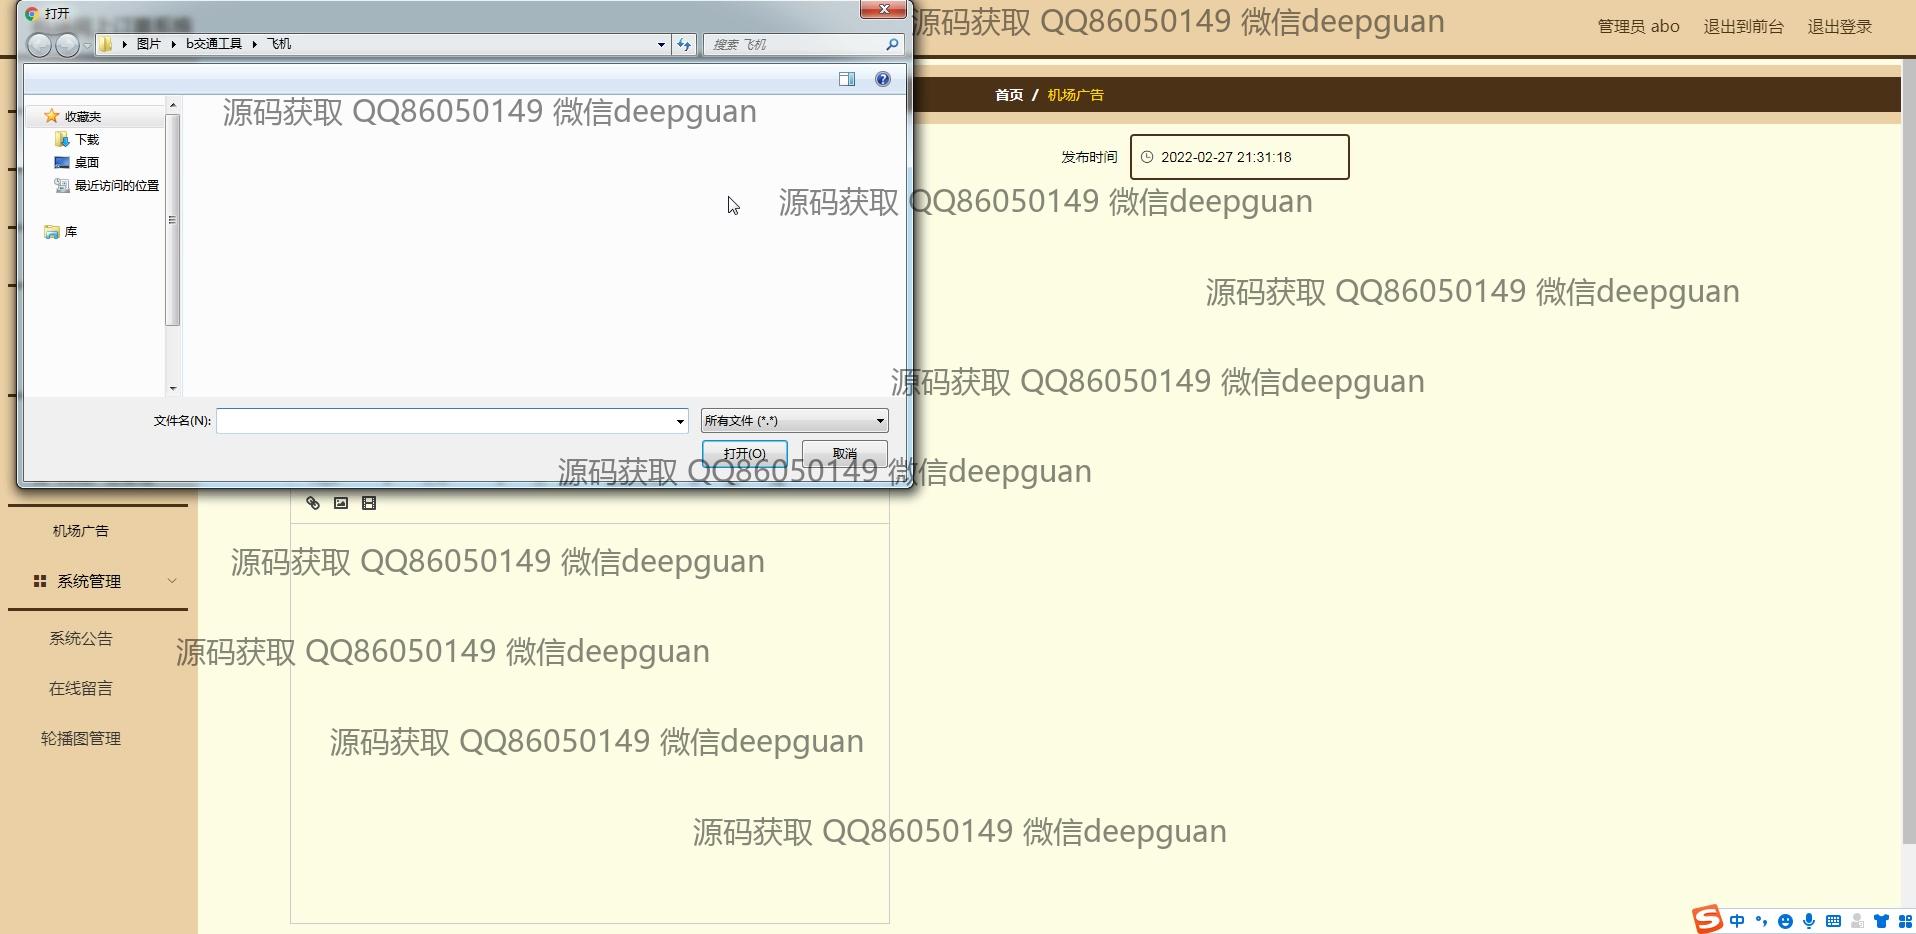 打开
源码获取 QQ86050149 微信deepguan
管理员 abo 退出到前台 退出登录
图片 b交通工具 飞机
搜索 飞机
首页 / 机场广告
源码获取 QQ86050149 微信deepguan
收藏夹
下载
桌面
最近访问的位置
库
发布时间 2022-02-27 21:31:18
源码获取 QQ86050149 微信deepguan
源码获取 QQ86050149 微信deepguan
源码获取 QQ86050149 微信deepguan
文件名(N): 所有文件 (*.*)
打开(O) 取消
源码获取 QQ86050149 微信deepguan
机场广告
源码获取 QQ86050149 微信deepguan
系统管理
系统公告
源码获取 QQ86050149 微信deepguan
在线留言
轮播图管理
源码获取 QQ86050149 微信deepguan
源码获取 QQ86050149 微信deepguan
中